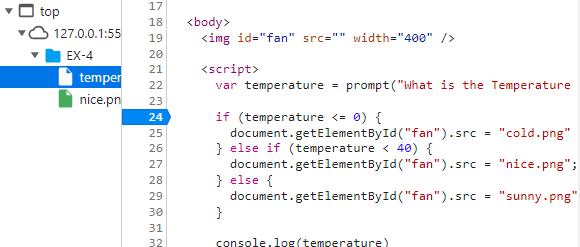 top
127.0.0.1:55
EX-4
temper
nice.pn
17
18 <body>
19 <img id="fan" src="" width="400" />
20
21 <script>
22 var temperature = prompt("What is the Temperature
23
24 if (temperature <= 0) {
25 document.getElementById("fan").src = "cold.png"
26 } else if (temperature < 40) {
27 document.getElementById("fan").src = "nice.png";
28 } else {
29 document.getElementById("fan").src = "sunny.png"
30 }
31
32 console.log(temperature)